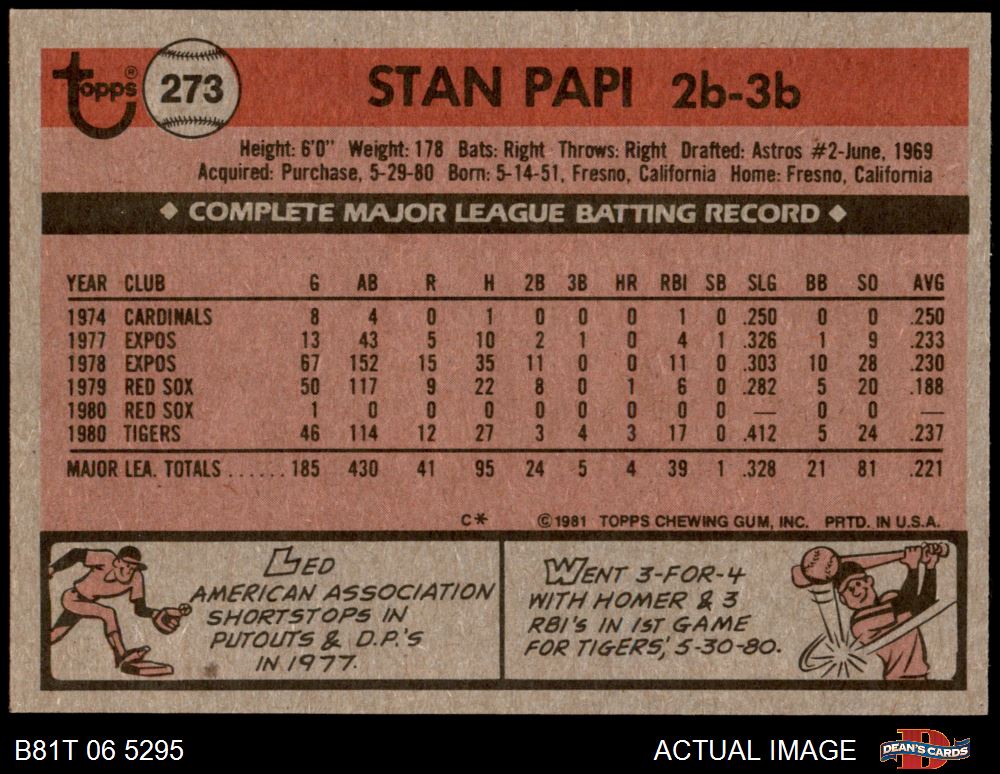 topps® 273 STAN PAPI 2b-3b
Height: 6'0" Weight: 178 Bats: Right Throws: Right Drafted: Astros #2-June, 1969
Acquired: Purchase, 5-29-80 Born: 5-14-51, Fresno, California Home: Fresno, California
◆ COMPLETE MAJOR LEAGUE BATTING RECORD ◆
YEAR CLUB G AB R H 2B 3B HR RBI SB SLG BB SO AVG
1974 CARDINALS 8 4 0 1 0 0 0 1 0 .250 0 0 .250
1977 EXPOS 13 43 5 10 2 1 0 4 1 .326 1 9 .233
1978 EXPOS 67 152 15 35 11 0 0 11 0 .303 10 28 .230
1979 RED SOX 50 117 9 22 8 0 1 6 0 .282 5 20 .188
1980 RED SOX 1 0 0 0 0 0 0 0 0 — 0 0 —
1980 TIGERS 46 114 12 27 3 4 3 17 0 .412 5 24 .237
MAJOR LEA. TOTALS ...... 185 430 41 95 24 5 4 39 1 .328 21 81 .221
C* ©1981 TOPPS CHEWING GUM, INC. PRTD. IN U.S.A.
LED
AMERICAN ASSOCIATION
SHORTSTOPS IN
PUTOUTS & D.P.'S
IN 1977.
WENT 3-FOR-4
WITH HOMER & 3
RBI'S IN 1ST GAME
FOR TIGERS, 5-30-80.
B81T 06 5295 ACTUAL IMAGE DEAN'S CARDS